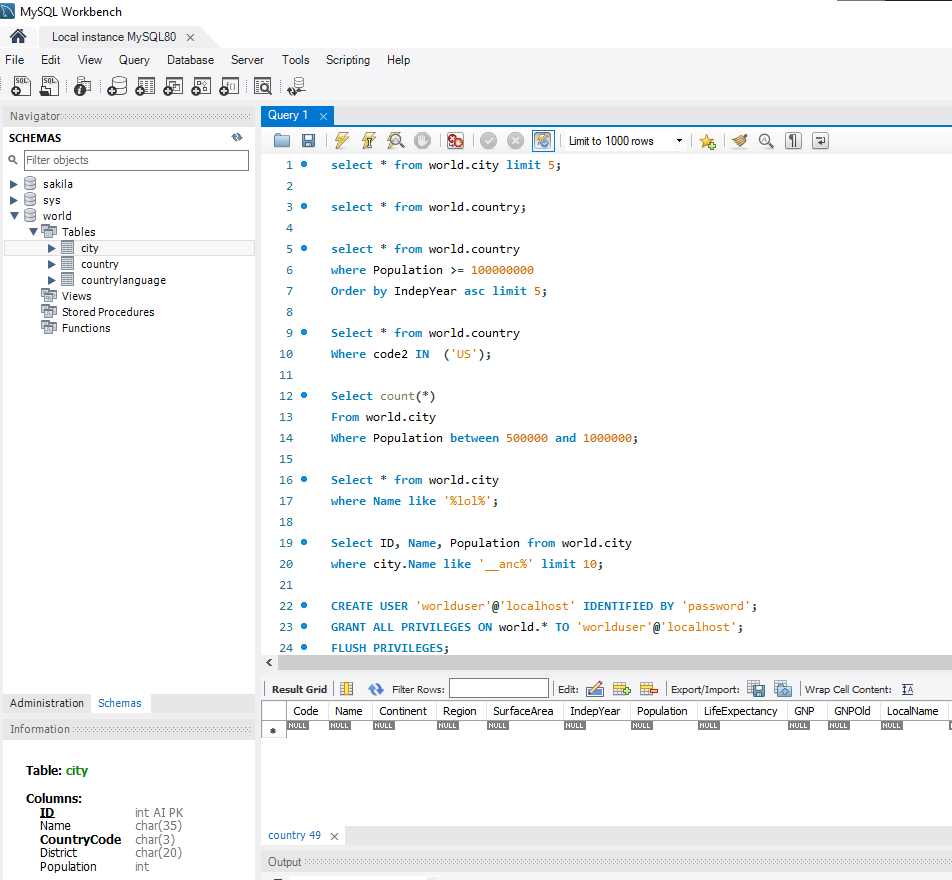 MySQL Workbench
Local instance MySQL80
File Edit View Query Database Server Tools Scripting Help
Navigator
SCHEMAS
Filter objects
sakila
sys
world
Tables
city
country
countrylanguage
Views
Stored Procedures
Functions
Administration Schemas
Information
Table: city
Columns:
ID int AI PK
Name char(35)
CountryCode char(3)
District char(20)
Population int
Query 1
Limit to 1000 rows
1 select * from world.city limit 5;
2
3 select * from world.country;
4
5 select * from world.country
6 where Population >= 100000000
7 Order by IndepYear asc limit 5;
8
9 Select * from world.country
10 Where code2 IN  ('US');
11
12 Select count(*)
13 From world.city
14 Where Population between 500000 and 1000000;
15
16 Select * from world.city
17 where Name like '%lol%';
18
19 Select ID, Name, Population from world.city
20 where city.Name like '__anc%' limit 10;
21
22 CREATE USER 'worlduser'@'localhost' IDENTIFIED BY 'password';
23 GRANT ALL PRIVILEGES ON world.* TO 'worlduser'@'localhost';
24 FLUSH PRIVILEGES;
Result Grid Filter Rows: Edit: Export/Import: Wrap Cell Content:
Code Name Continent Region SurfaceArea IndepYear Population LifeExpectancy GNP GNPOld LocalName
NULL NULL NULL NULL NULL NULL NULL NULL NULL NULL NULL
country 49
Output